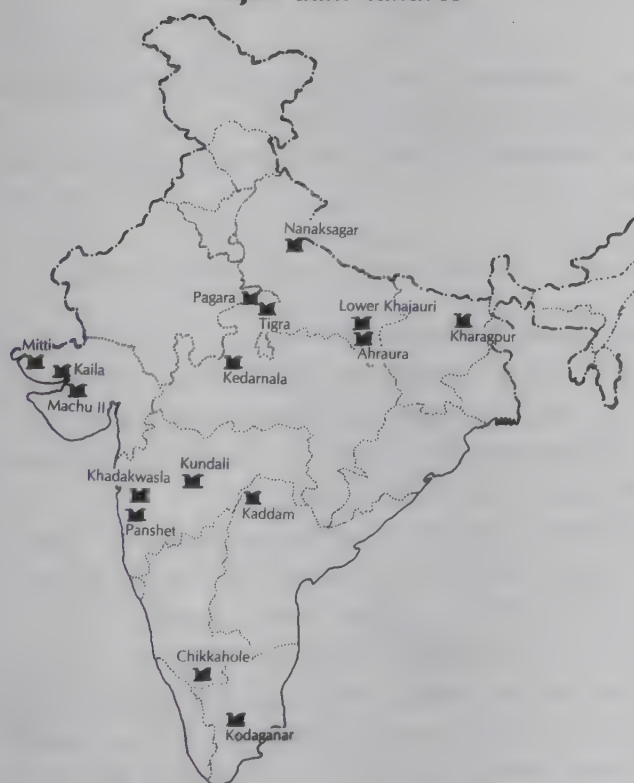 Nanaksagar
Pagara
Tigra
Lower Khajauri
Kharagpur
Ahraura
Mitti
Kaila
Kedarnala
Machu II
Kundali
Khadakwasla
Kaddam
Panshet
Chikkahole
Kodaganar